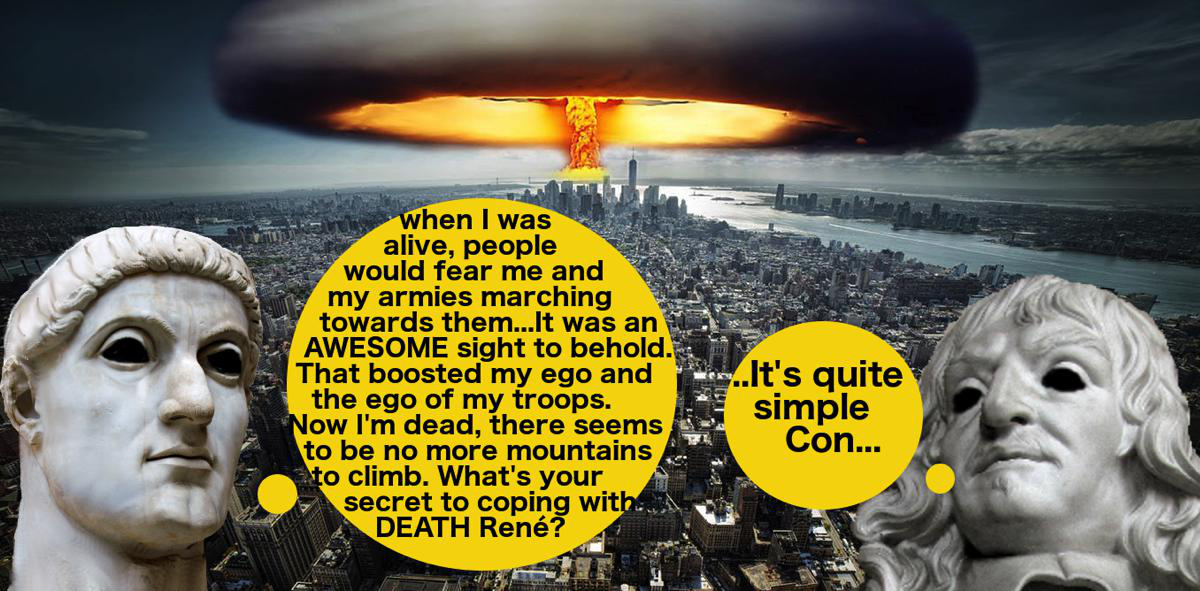 when I was
alive, people
would fear me and
my armies marching
towards them...It was an
AWESOME sight to behold.
That boosted my ego and
the ego of my troops.
Now I'm dead, there seems
to be no more mountains
to climb. What's your
secret to coping with
DEATH René?
..It's quite
simple
Con...